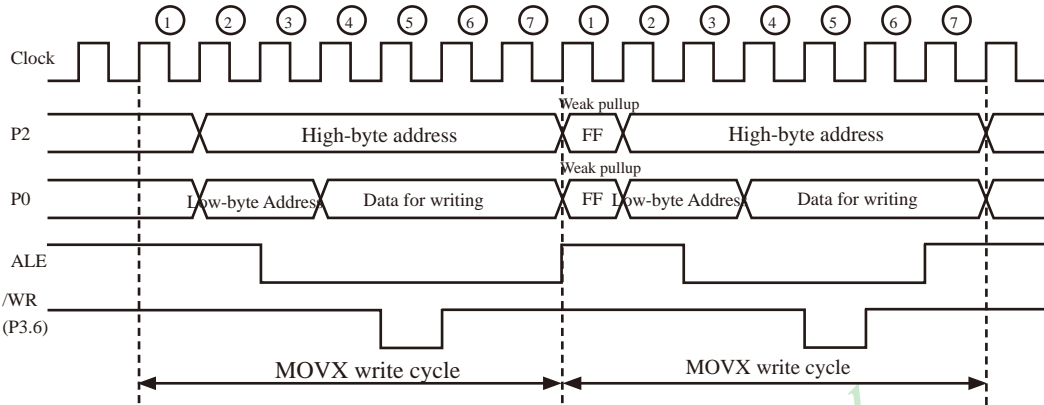 1 2 3 4 5 6 7 1 2 3 4 5 6 7
Clock
Weak pullup
P2 High-byte address FF High-byte address
Weak pullup
P0 Low-byte Address Data for writing FF Low-byte Address Data for writing
ALE
/WR
(P3.6)
MOVX write cycle MOVX write cycle